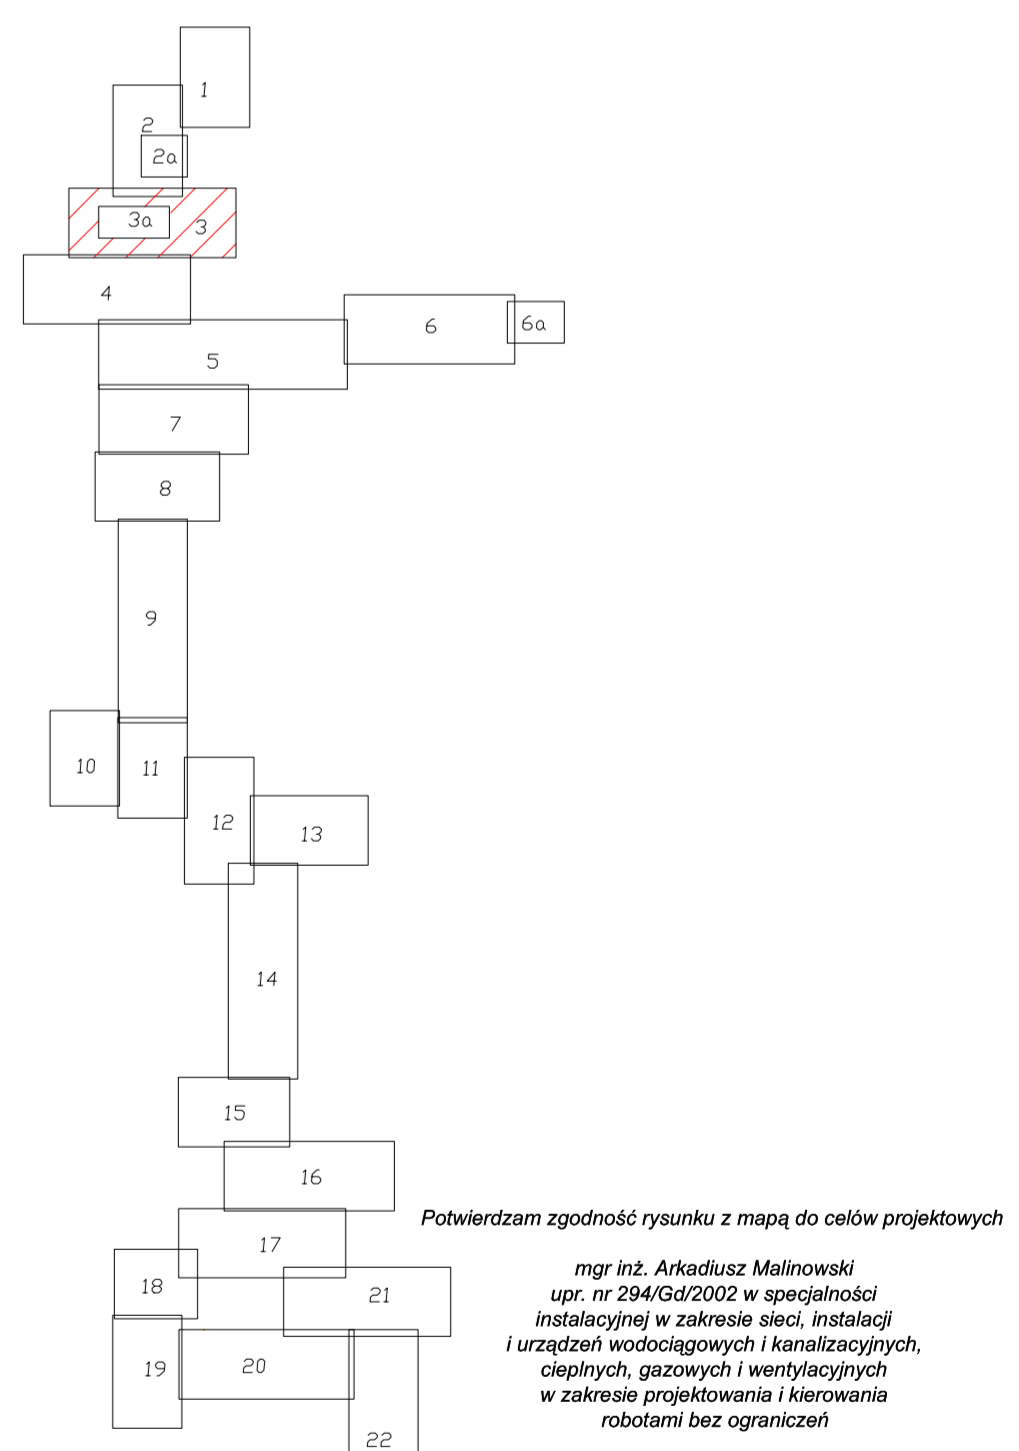 1
2
2a
3a
3
4
6
6a
5
7
8
9
10
11
12
13
14
15
16
17
18
21
19
20
22
Potwierdzam zgodność rysunku z mapą do celów projektowych
mgr inż. Arkadiusz Malinowski
upr. nr 294/Gd/2002 w specjalności
instalacyjnej w zakresie sieci, instalacji
i urządzeń wodociągowych i kanalizacyjnych,
cieplnych, gazowych i wentylacyjnych
w zakresie projektowania i kierowania
robotami bez ograniczeń